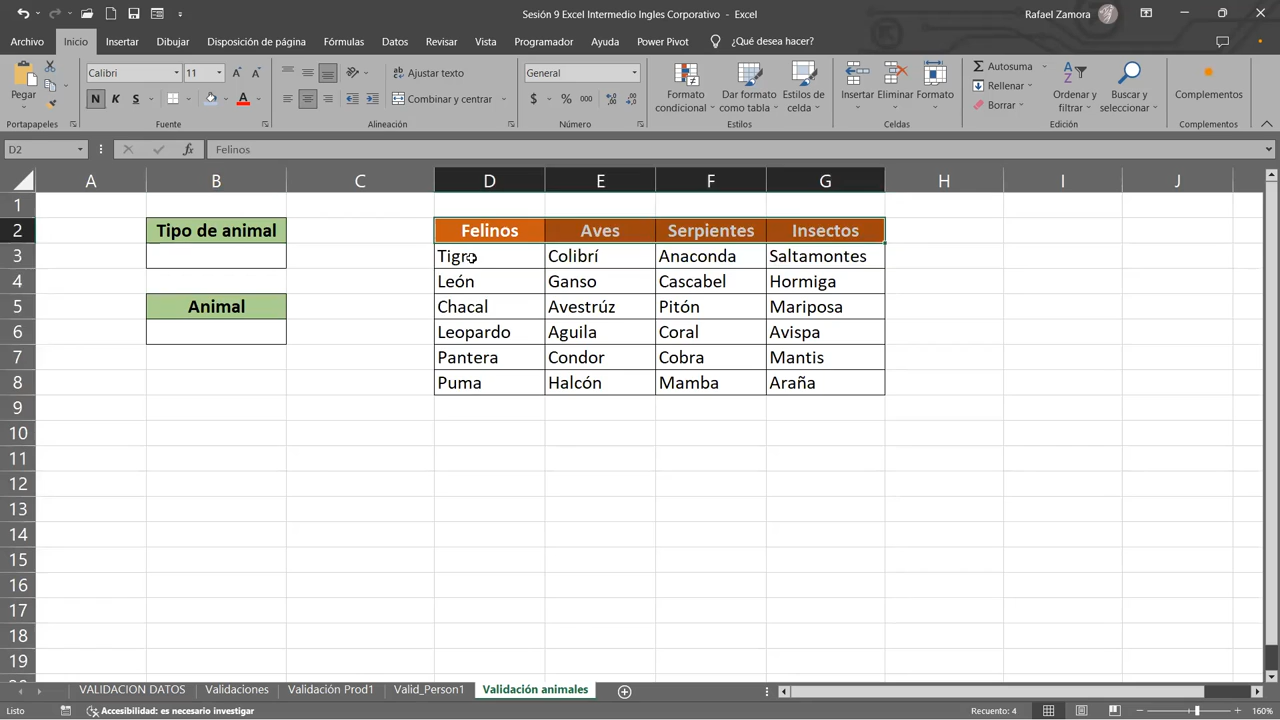 Sesión 9 Excel Intermedio Ingles Corporativo - Excel
Rafael Zamora
Archivo Inicio Insertar Dibujar Disposición de página Fórmulas Datos Revisar Vista Programador Ayuda Power Pivot ¿Qué desea hacer?
Pegar
Calibri 11
N K S
Ajustar texto
Combinar y centrar
General
$ % 000
Formato condicional
Dar formato como tabla
Estilos de celda
Insertar Eliminar Formato
Autosuma
Rellenar
Borrar
Ordenar y filtrar
Buscar y seleccionar
Complementos
Portapapeles Fuente Alineación Número Estilos Celdas Edición Complementos
D2 fx Felinos
A B C D E F G H I J
1
2 Tipo de animal Felinos Aves Serpientes Insectos
3 Tigre Colibrí Anaconda Saltamontes
4 León Ganso Cascabel Hormiga
5 Animal Chacal Avestrúz Pitón Mariposa
6 Leopardo Aguila Coral Avispa
7 Pantera Condor Cobra Mantis
8 Puma Halcón Mamba Araña
9
10
11
12
13
14
15
16
17
18
19
VALIDACION DATOS Validaciones Validación Prod1 Valid_Person1 Validación animales
Listo Accesibilidad: es necesario investigar Recuento: 4 160%